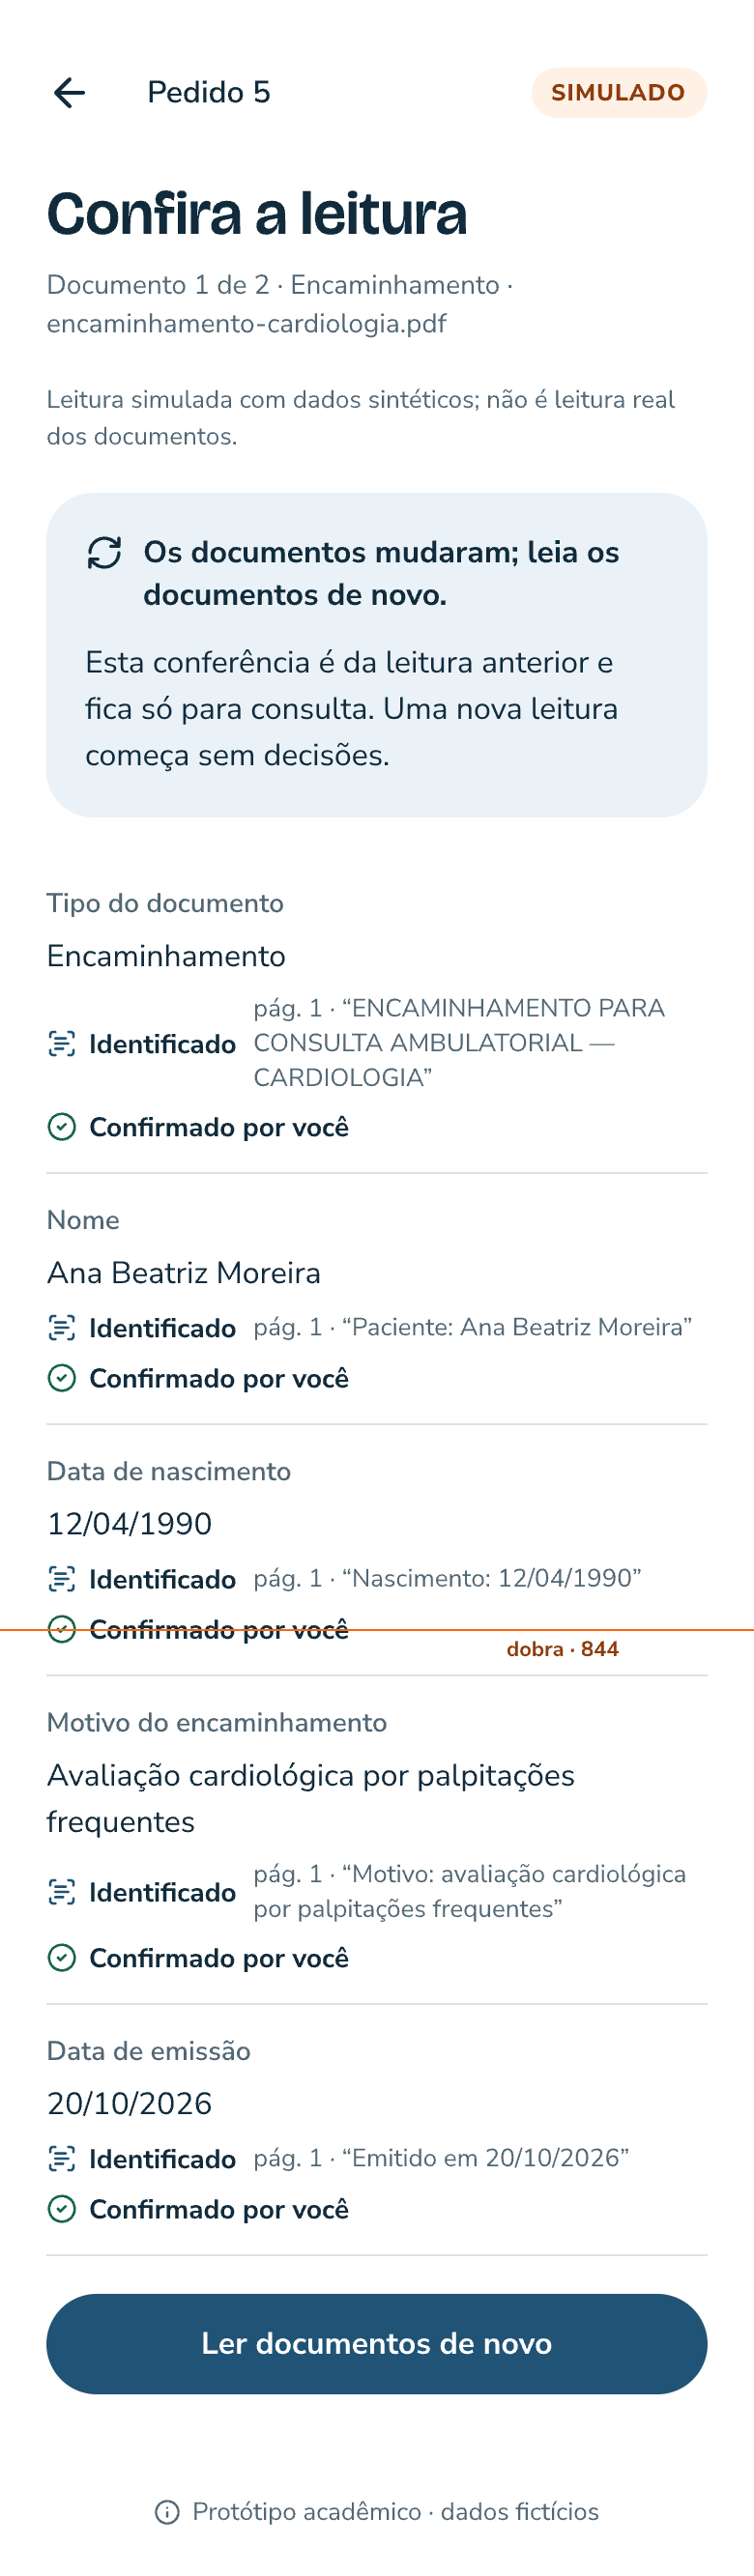 Pedido 5
SIMULADO
Confira a leitura
Documento 1 de 2 · Encaminhamento ·
encaminhamento-cardiologia.pdf
Leitura simulada com dados sintéticos; não é leitura real
dos documentos.
Os documentos mudaram; leia os
documentos de novo.
Esta conferência é da leitura anterior e
fica só para consulta. Uma nova leitura
começa sem decisões.
Tipo do documento
Encaminhamento
Identificado
pág. 1 · “ENCAMINHAMENTO PARA
CONSULTA AMBULATORIAL —
CARDIOLOGIA”
Confirmado por você
Nome
Ana Beatriz Moreira
Identificado pág. 1 · “Paciente: Ana Beatriz Moreira”
Confirmado por você
Data de nascimento
12/04/1990
Identificado pág. 1 · “Nascimento: 12/04/1990”
Confirmado por você
dobra · 844
Motivo do encaminhamento
Avaliação cardiológica por palpitações
frequentes
Identificado
pág. 1 · “Motivo: avaliação cardiológica
por palpitações frequentes”
Confirmado por você
Data de emissão
20/10/2026
Identificado pág. 1 · “Emitido em 20/10/2026”
Confirmado por você
Ler documentos de novo
Protótipo acadêmico · dados fictícios